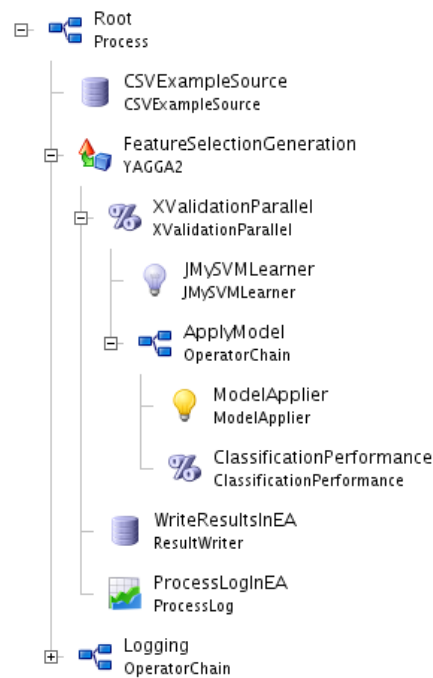 Root
Process
CSVExampleSource
CSVExampleSource
FeatureSelectionGeneration
YAGGA2
XValidationParallel
XValidationParallel
JMySVMLearner
JMySVMLearner
ApplyModel
OperatorChain
ModelApplier
ModelApplier
ClassificationPerformance
ClassificationPerformance
WriteResultsInEA
ResultWriter
ProcessLogInEA
ProcessLog
Logging
OperatorChain